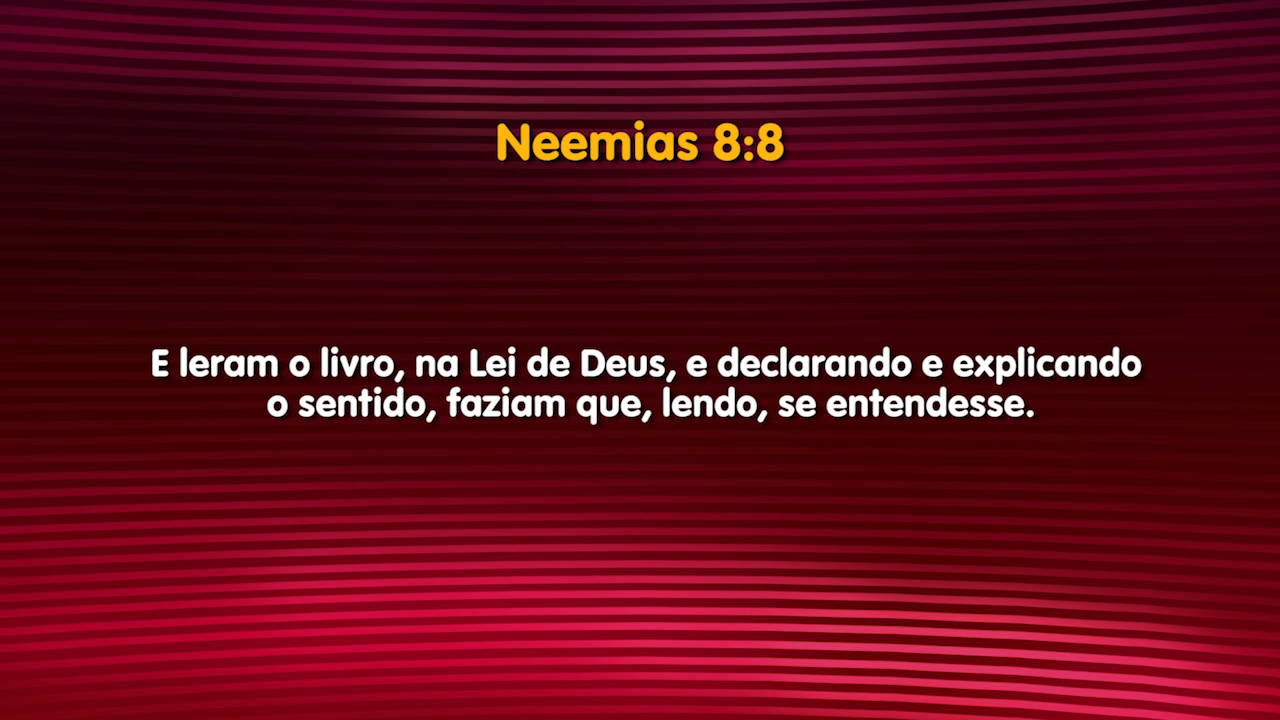 Neemias 8:8
E leram o livro, na Lei de Deus, e declarando e explicando
o sentido, faziam que, lendo, se entendesse.